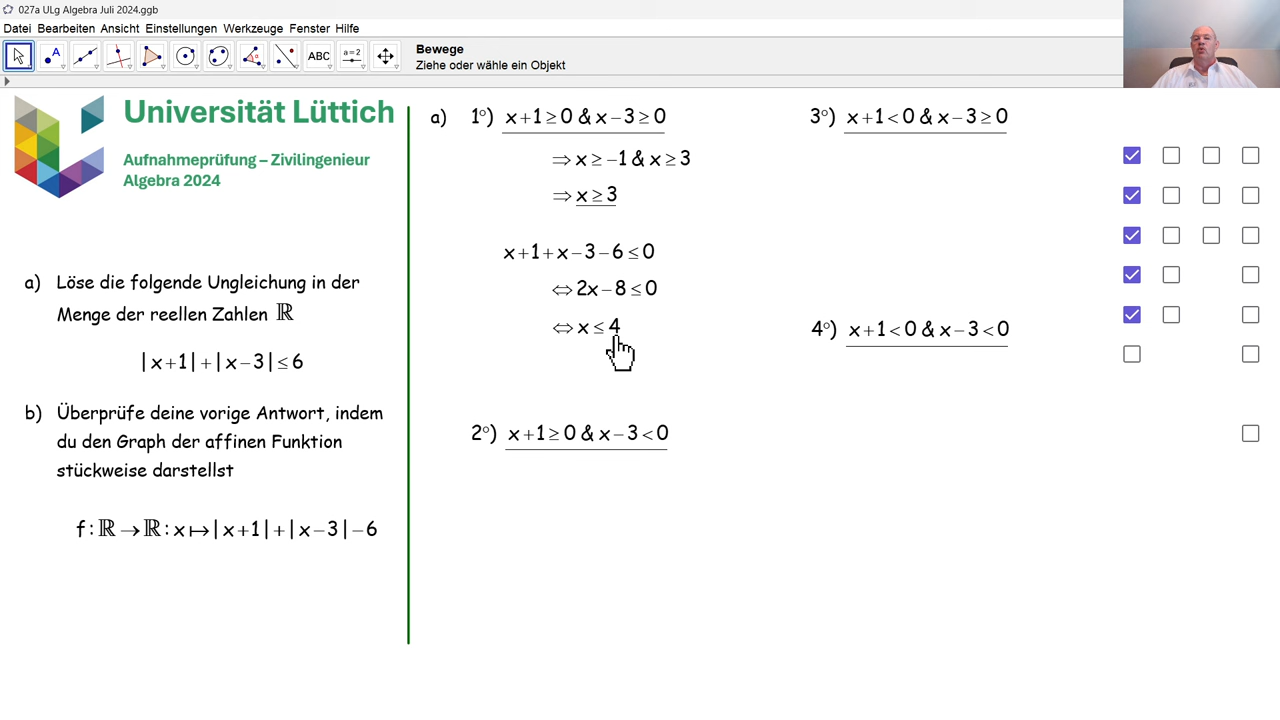 027a ULg Algebra Juli 2024.ggb
Datei Bearbeiten Ansicht Einstellungen Werkzeuge Fenster Hilfe
A
ABC
a=2
Bewege
Ziehe oder wähle ein Objekt
Universität Lüttich
Aufnahmeprüfung – Zivilingenieur
Algebra 2024
a) Löse die folgende Ungleichung in der
Menge der reellen Zahlen ℝ
|x+1|+|x−3|≤6
b) Überprüfe deine vorige Antwort, indem
du den Graph der affinen Funktion
stückweise darstellst
f:ℝ→ℝ:x↦|x+1|+|x−3|−6
a) 1°) x+1≥0 & x−3≥0
⇒ x≥−1 & x≥3
⇒ x≥3
x+1+x−3−6≤0
⇔ 2x−8≤0
⇔ x≤4
2°) x+1≥0 & x−3<0
3°) x+1<0 & x−3≥0
4°) x+1<0 & x−3<0